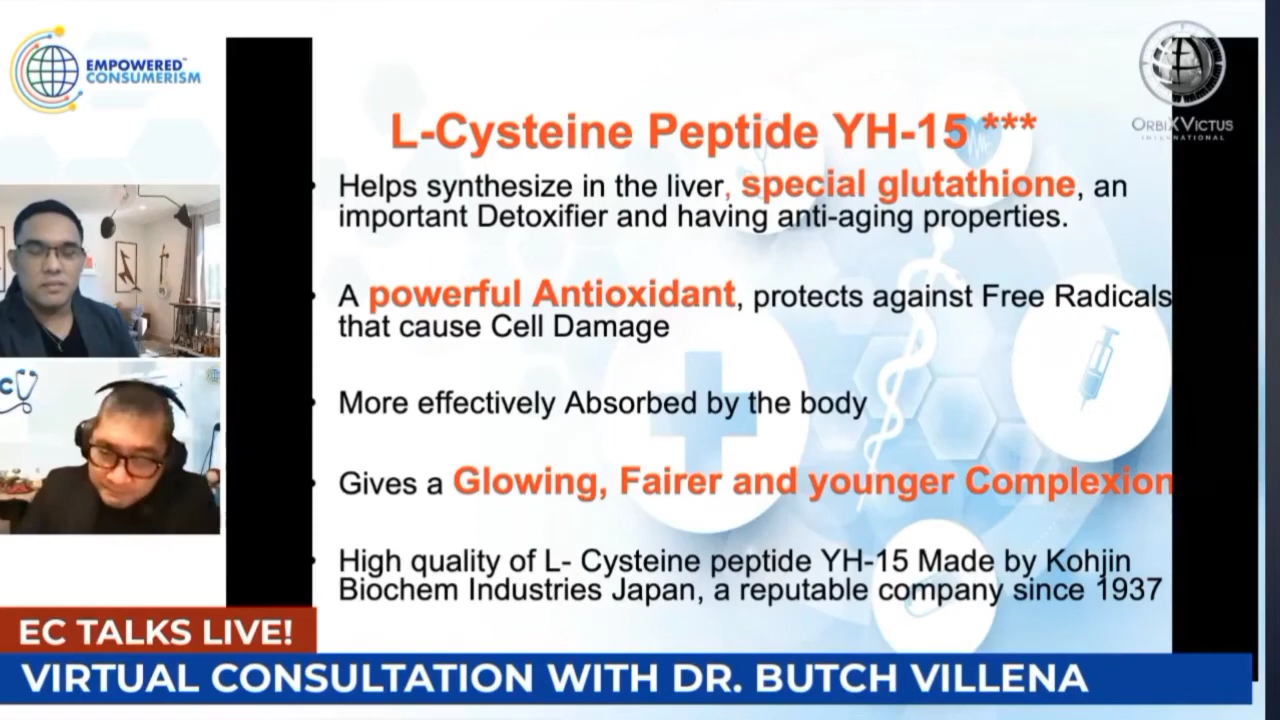 EMPOWERED™
CONSUMERISM
ORBIXVICTUS
INTERNATIONAL
L-Cysteine Peptide YH-15 ***
Helps synthesize in the liver, special glutathione, an
important Detoxifier and having anti-aging properties.
A powerful Antioxidant, protects against Free Radicals
that cause Cell Damage
More effectively Absorbed by the body
Gives a Glowing, Fairer and younger Complexion
High quality of L- Cysteine peptide YH-15 Made by Kohjin
Biochem Industries Japan, a reputable company since 1937
EC TALKS LIVE!
VIRTUAL CONSULTATION WITH DR. BUTCH VILLENA